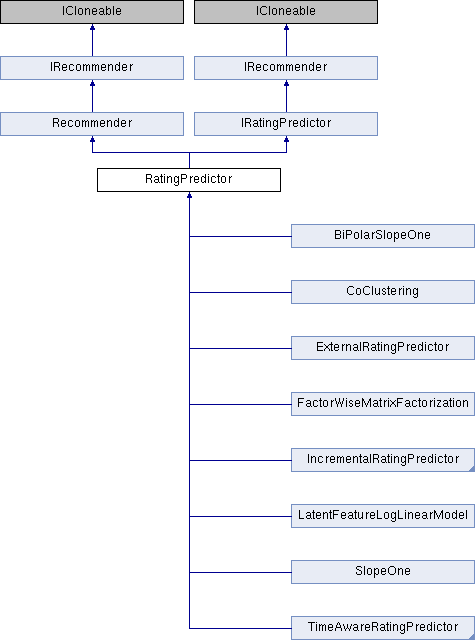 ICloneable ICloneable
IRecommender IRecommender
Recommender IRatingPredictor
RatingPredictor
BiPolarSlopeOne
CoClustering
ExternalRatingPredictor
FactorWiseMatrixFactorization
IncrementalRatingPredictor
LatentFeatureLogLinearModel
SlopeOne
TimeAwareRatingPredictor